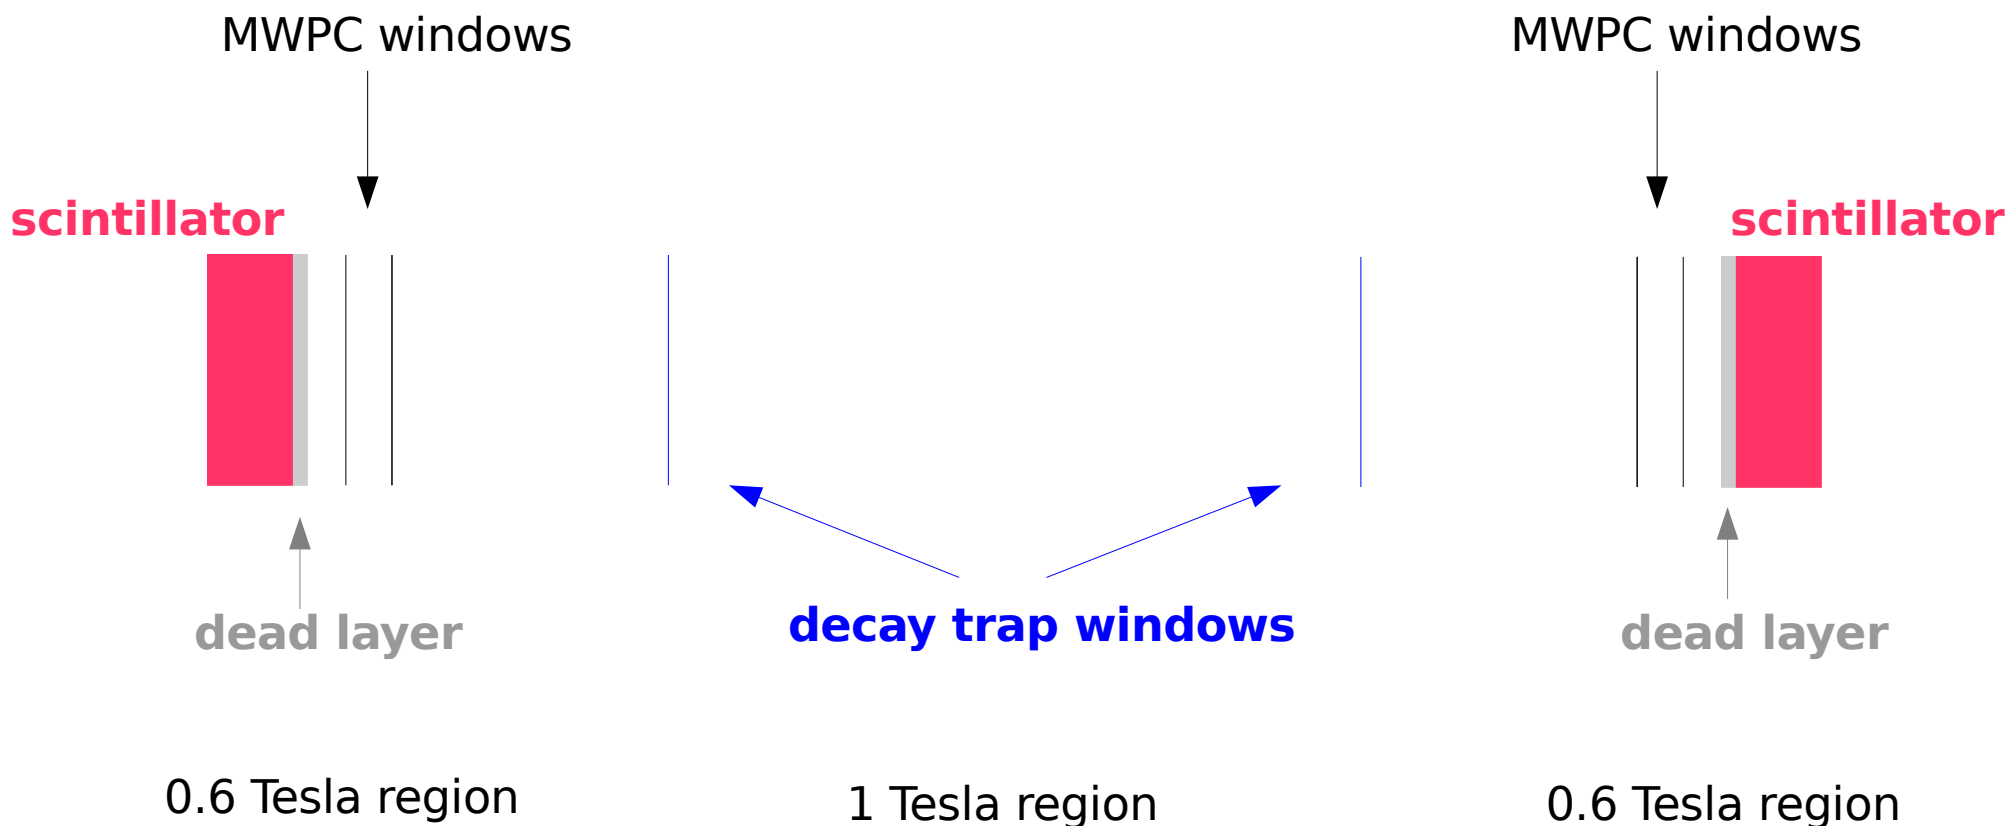 MWPC windows
MWPC windows
scintillator
scintillator
decay trap windows
dead layer
dead layer
0.6 Tesla region
1 Tesla region
0.6 Tesla region